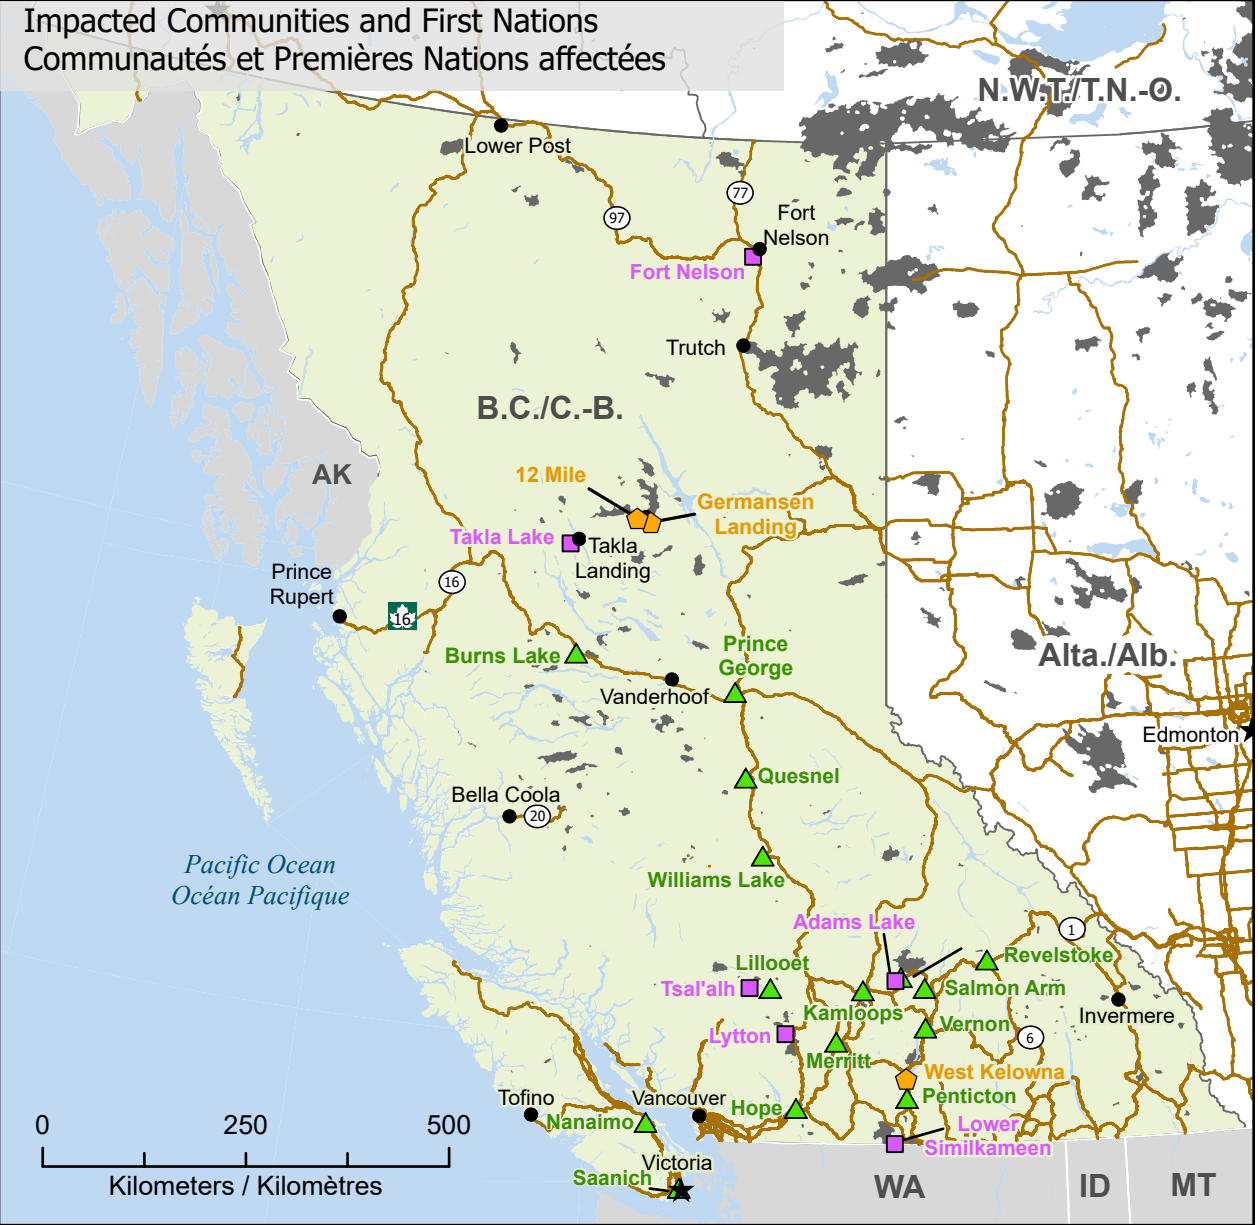 Impacted Communities and First Nations
Communautés et Premières Nations affectées
N.W.T./T.N.-O.
Lower Post
77
97
Fort
Nelson
Fort Nelson
Trutch
B.C./C.-B.
AK
12 Mile
Germansen
Landing
Takla Lake
Takla
Landing
Prince
Rupert
16
16
Burns Lake
Prince
George
Vanderhoof
Alta./Alb.
Edmonton
Quesnel
Bella Coola
20
Pacific Ocean
Océan Pacifique
Williams Lake
Adams Lake
1
Revelstoke
Lillooet
Tsal'alh
Salmon Arm
Kamloops
Invermere
Vernon
Lytton
6
Merritt
West Kelowna
Penticton
Tofino
Vancouver
Hope
Nanaimo
Lower
Similkameen
0 250 500
Kilometers / Kilomètres
Victoria
Saanich
WA
ID
MT